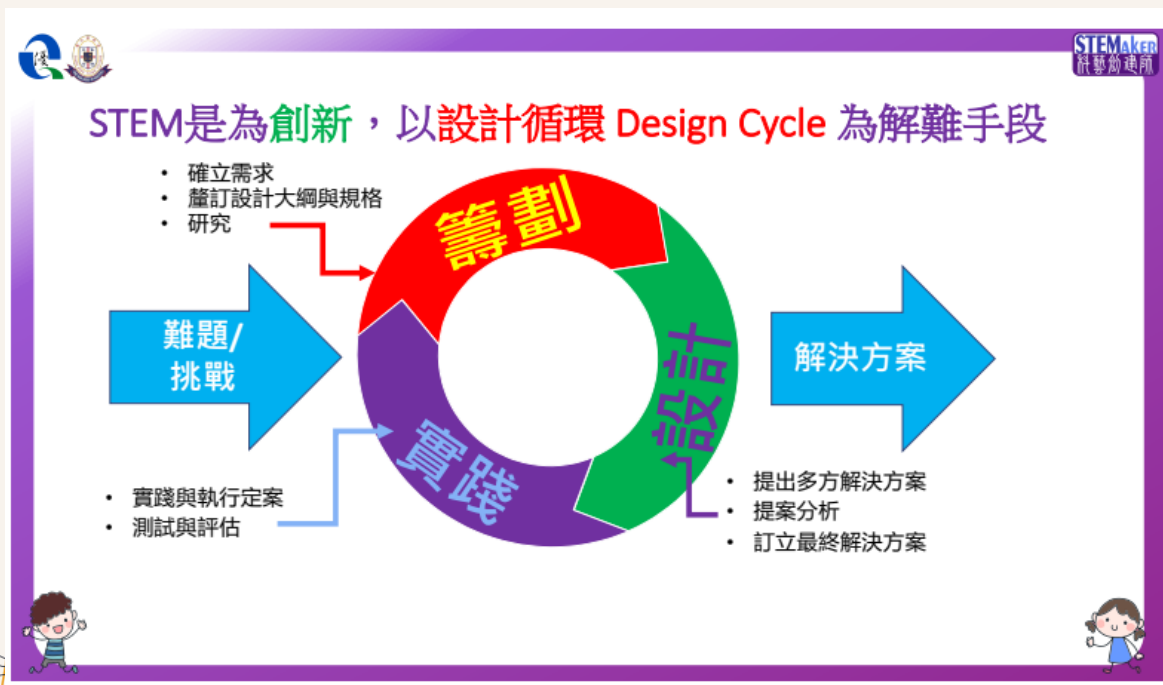 優
STEMaker
科藝創建師
STEM是為創新，以設計循環 Design Cycle 為解難手段
• 確立需求
• 釐訂設計大綱與規格
• 研究
籌劃
難題/
挑戰
設計
解決方案
實踐
• 實踐與執行定案
• 測試與評估
• 提出多方解決方案
• 提案分析
• 訂立最終解決方案